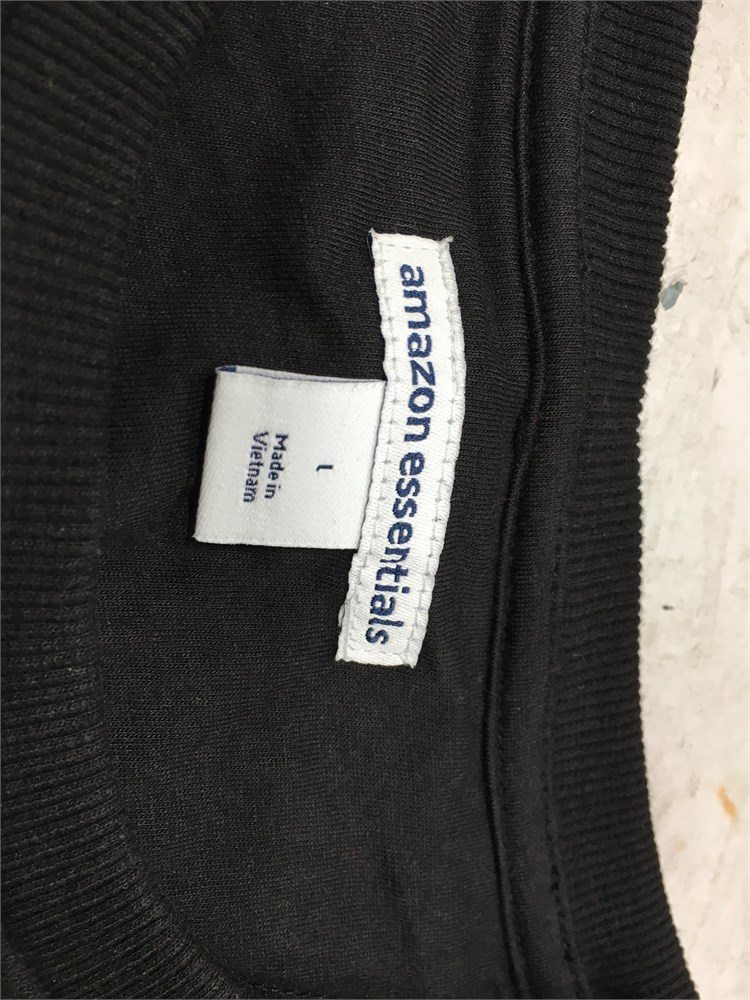 amazon essentials
L
Made in
Vietnam